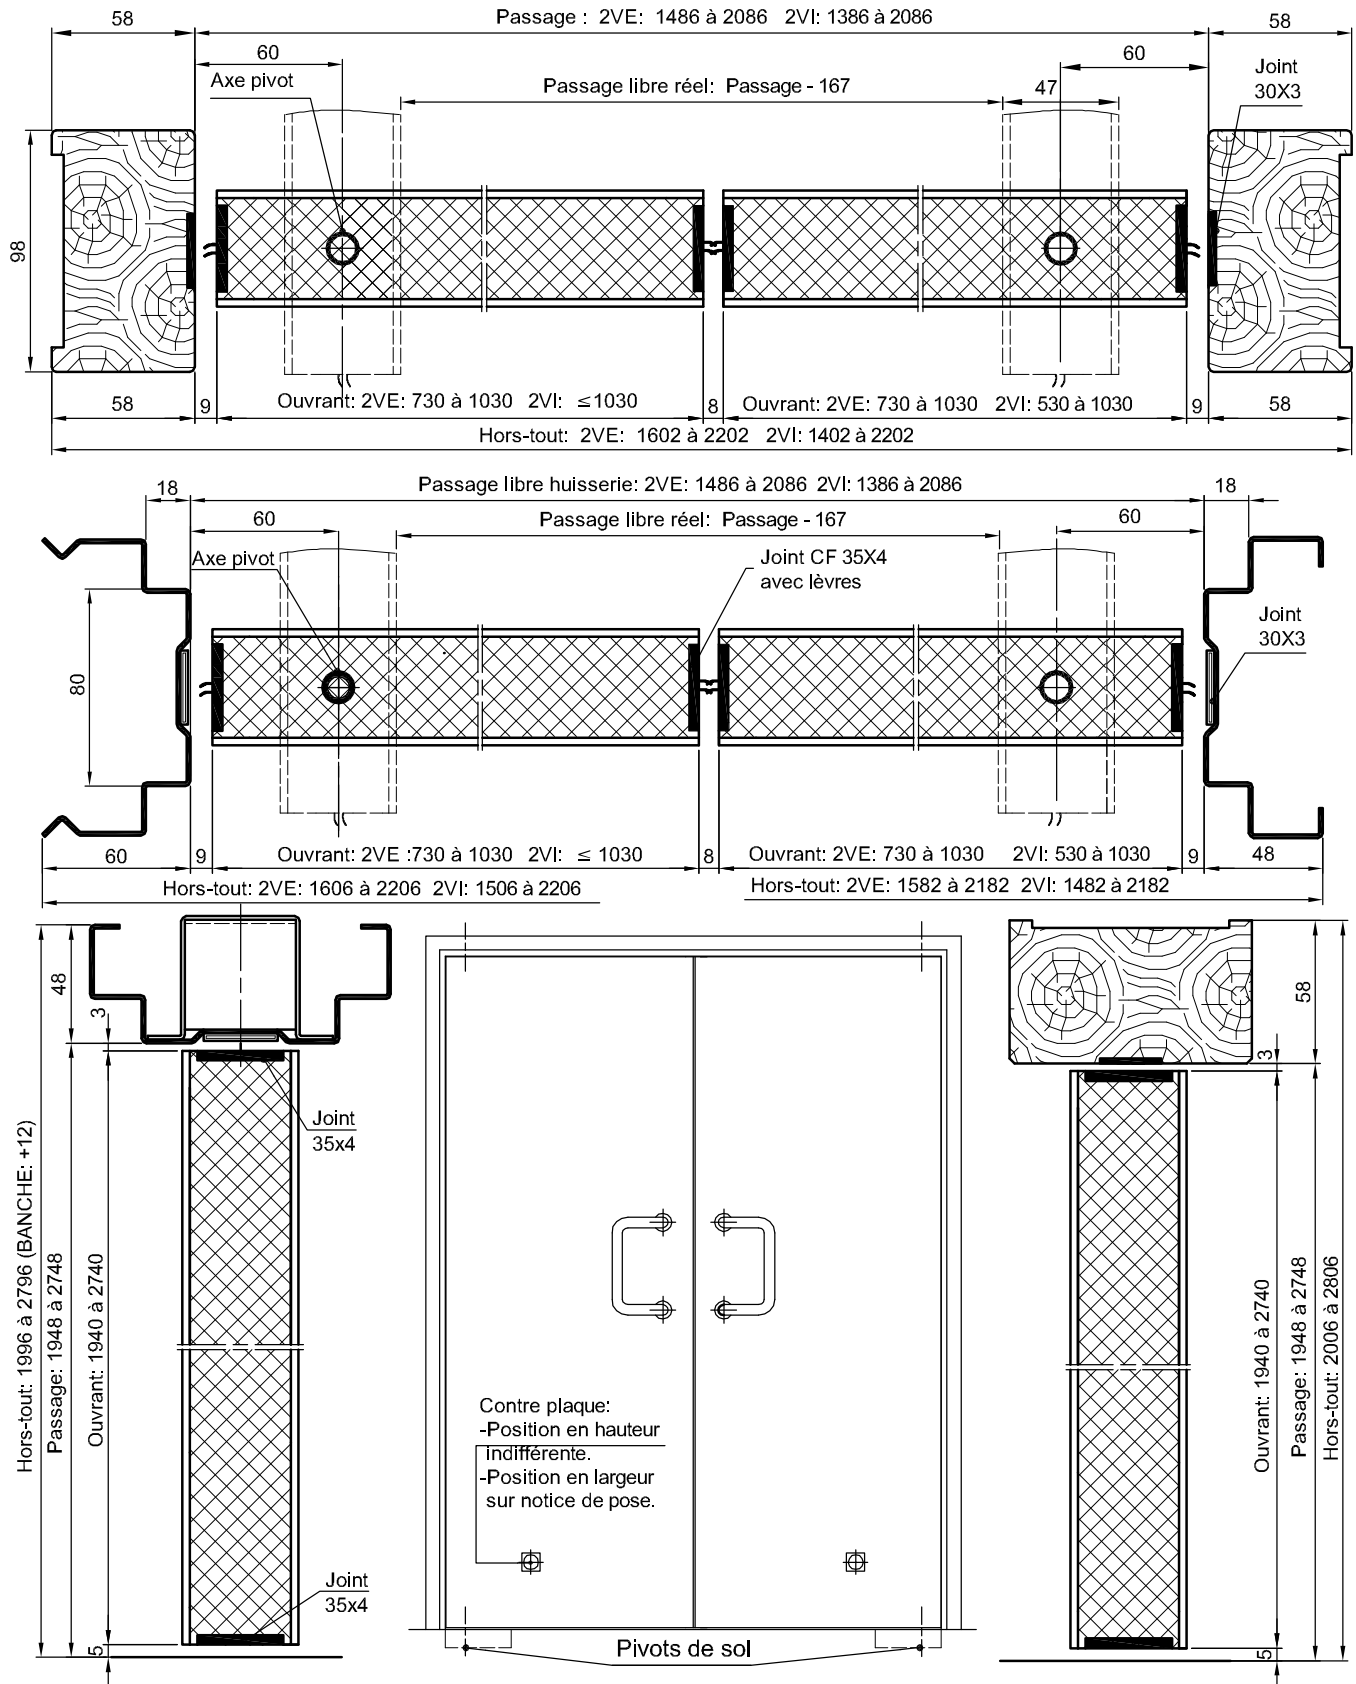 Passage : 2VE: 1486 à 2086 2VI: 1386 à 2086
58
58
60
60
Axe pivot
Passage libre réel: Passage - 167
47
Joint
30X3
98
58
9
Ouvrant: 2VE: 730 à 1030 2VI: ≤1030
8
Ouvrant: 2VE: 730 à 1030 2VI: 530 à 1030
9
58
Hors-tout: 2VE: 1602 à 2202 2VI: 1402 à 2202
18
Passage libre huisserie: 2VE: 1486 à 2086 2VI: 1386 à 2086
18
60
Passage libre réel: Passage - 167
60
Axe pivot
Joint CF 35X4
avec lèvres
Joint
30X3
80
60
9
Ouvrant: 2VE :730 à 1030 2VI: ≤ 1030
8
Ouvrant: 2VE: 730 à 1030 2VI: 530 à 1030
9
48
Hors-tout: 2VE: 1606 à 2206 2VI: 1506 à 2206
Hors-tout: 2VE: 1582 à 2182 2VI: 1482 à 2182
48
3
Joint
35x4
Hors-tout: 1996 à 2796 (BANCHE: +12)
Passage: 1948 à 2748
Ouvrant: 1940 à 2740
Joint
35x4
5
Contre plaque:
-Position en hauteur
indifférente.
-Position en largeur
sur notice de pose.
Pivots de sol
58
3
Ouvrant: 1940 à 2740
Passage: 1948 à 2748
Hors-tout: 2006 à 2806
5